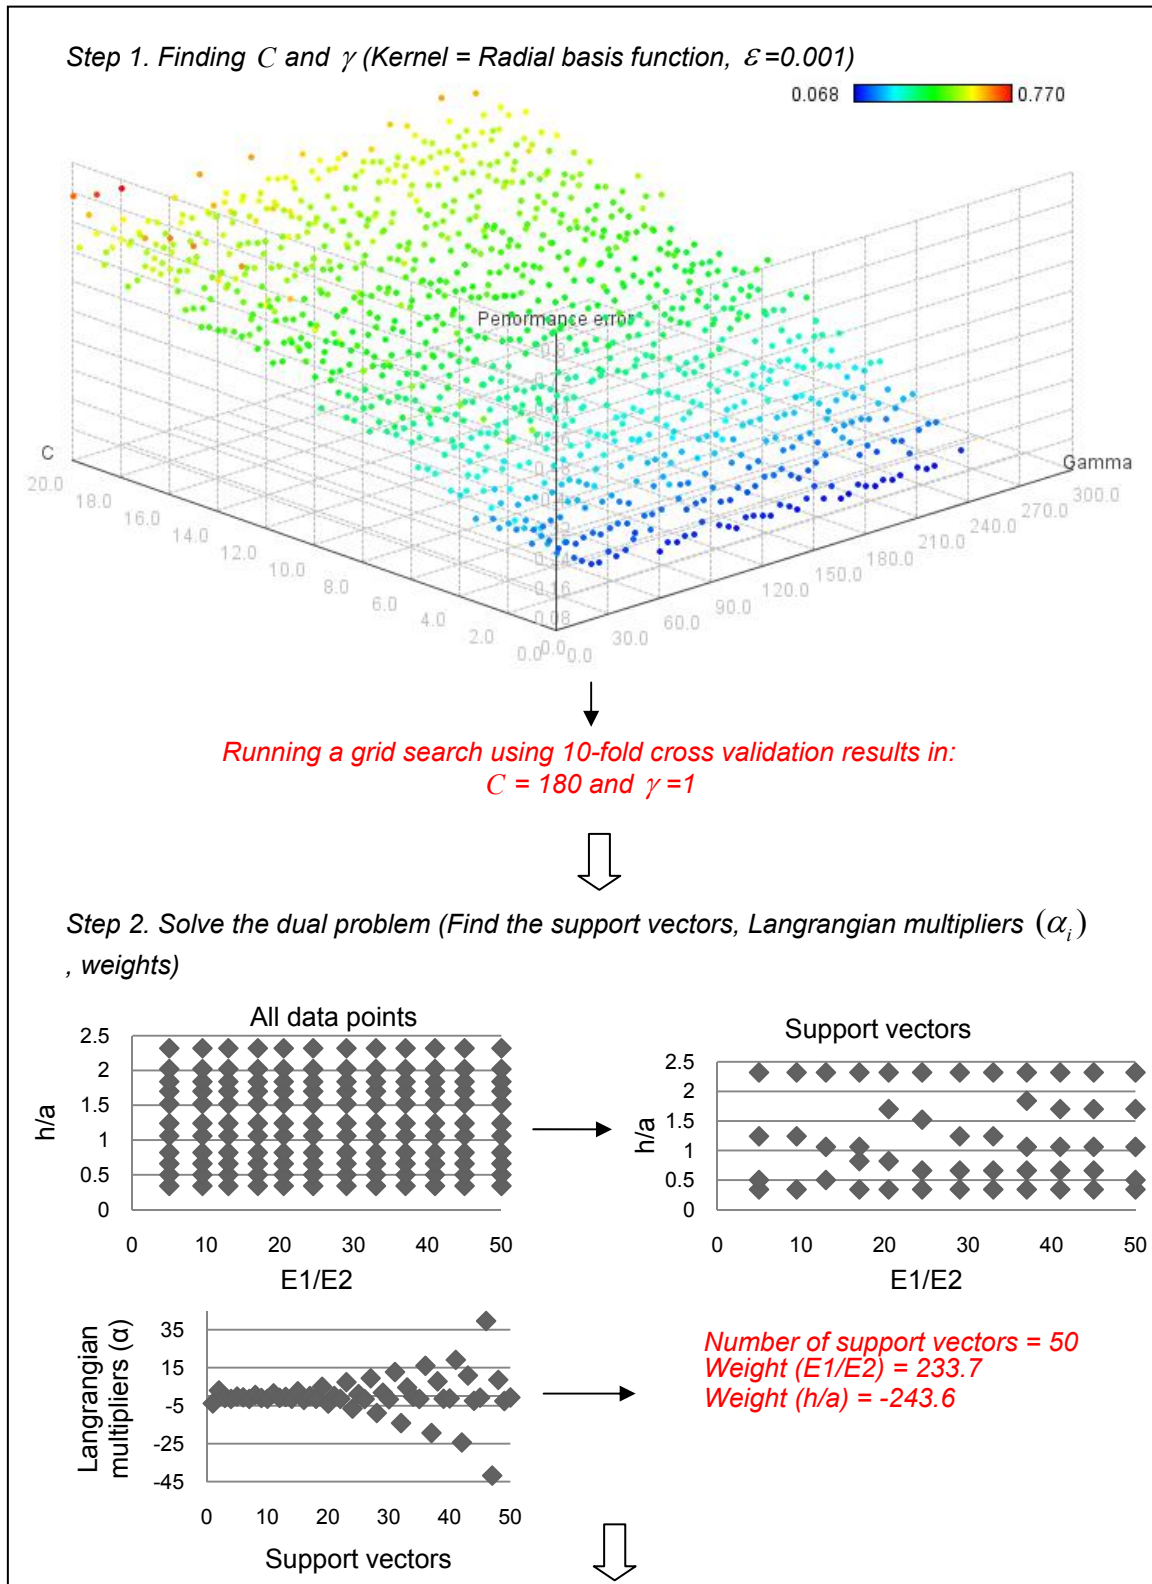 Step 1. Finding C and γ (Kernel = Radial basis function, ε =0.001)
0.068 0.770
Penormance error
C
20.0
18.0
16.0
14.0
12.0
10.0
8.0
6.0
4.0
2.0
0.0
0.0
0.08
0.16
0.0
30.0
60.0
90.0
120.0
150.0
180.0
210.0
240.0
270.0
300.0
Gamma
Running a grid search using 10-fold cross validation results in:
C = 180 and γ =1
Step 2. Solve the dual problem (Find the support vectors, Langrangian multipliers (αi)
, weights)
All data points
2.5
2
1.5
1
0.5
0
h/a
0 10 20 30 40 50
E1/E2
Support vectors
2.5
2
1.5
1
0.5
0
h/a
0 10 20 30 40 50
E1/E2
Langrangian
multipliers (α)
35
15
-5
-25
-45
0 10 20 30 40 50
Support vectors
Number of support vectors = 50
Weight (E1/E2) = 233.7
Weight (h/a) = -243.6